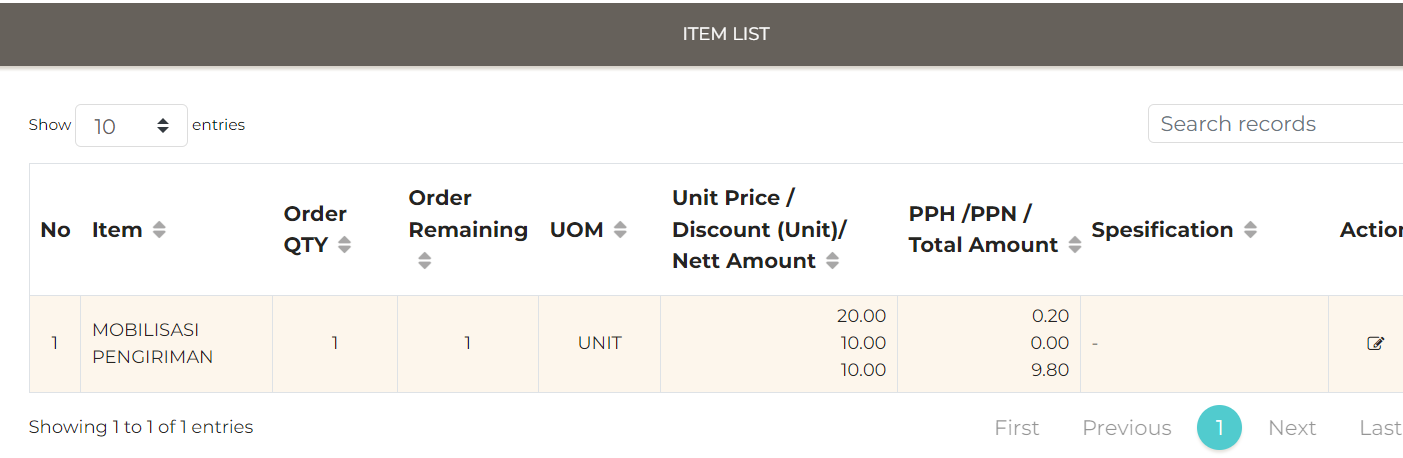 ITEM LIST
Show 10 entries
Search records
No Item Order QTY Order Remaining UOM Unit Price / Discount (Unit)/ Nett Amount PPH /PPN / Total Amount Spesification Action
1 MOBILISASI PENGIRIMAN 1 1 UNIT 20.00 10.00 10.00 0.20 0.00 9.80 -
Showing 1 to 1 of 1 entries
First Previous 1 Next Last